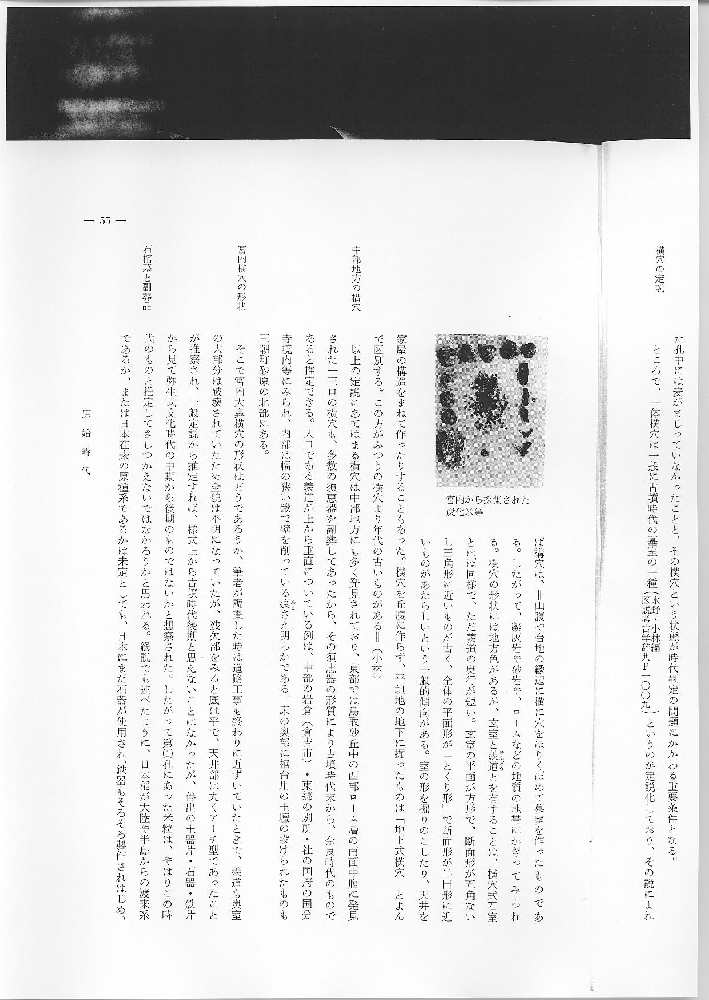 横穴の定説
た孔中には麦がまじっていなかったことと、その横穴という状態が時代判定の問題にかかわる重要条件となる。
ところで、一体横穴は一般に古墳時代の墓室の一種(水野・小林編図説考古学辞典P一〇〇九)というのが定説化しており、その説によれ
ば構穴は、‖山腹や台地の縁辺に横に穴をほりくぼめて墓室を作ったものであ
る。したがって、凝灰岩や砂岩や、ロームなどの地質の地帯にかぎってみられ
る。横穴の形状には地方色があるが、玄室と羨道とを有することは、横穴式石室
せんどう
とほぼ同様で、ただ羨道の奥行が短い。玄室の平面が方形で、断面形が五角ない
し三角形に近いものが古く、全体の平面形が「とくり形」で断面形が半円形に近
いものがあたらしいという一般的傾向がある。室の形を掘りのこしたり、天井を
宮内から採集された
炭化米等
家屋の構造をまねて作ったりすることもあった。横穴を丘腹に作らず、平坦地の地下に掘ったものは「地下式横穴」とよん
で区別する。この方がふつうの横穴より年代の古いものがある‖(小林)
中部地方の横穴
以上の定説にあてはまる横穴は中部地方にも多く発見されており、東部では鳥取砂丘中の西部ローム層の南面中腹に発見
された一三口の横穴も、多数の須恵器を副葬してあったから、その須恵器の形質により古墳時代末から、奈良時代のもので
あると推定できる。入口である羨道が上から垂直についている例は、中部の岩倉(倉吉市)・東郷の別所・社の国府の国分
寺境内等にみられ、内部は幅の狭い鍬で壁を削っている痕さえ明らかである。床の奥部に棺台用の土壇の設けられたものも
あと
三朝町砂原の北部にある。
宮内横穴の形状
そこで宮内大鼻横穴の形状はどうであろうか、筆者が調査した時は道路工事も終わりに近ずいていたときで、羨道も奥室
の大部分は破壊されていたため全貌は不明になっていたが、残欠部をみると底は平で、天井部は丸くアーチ型であったこと
が推察され、一般定説から推定すれば、様式上から古墳時代後期と思えないことはなかったが、伴出の土器片・石器・鉄片
から見て弥生式文化時代の中期から後期のものではないかと想察された。したがって第(1)孔にあった米粒は、やはりこの時
石棺墓と副葬品
代のものと推定してさしつかえないではなかろうかと思われる。総説でも述べたように、日本稲が大陸や半島からの渡来系
であるか、または日本在来の原種系であるかは未定としても、日本にまだ石器が使用され、鉄器もそろそろ製作されはじめ、
原始時代
— 55 —